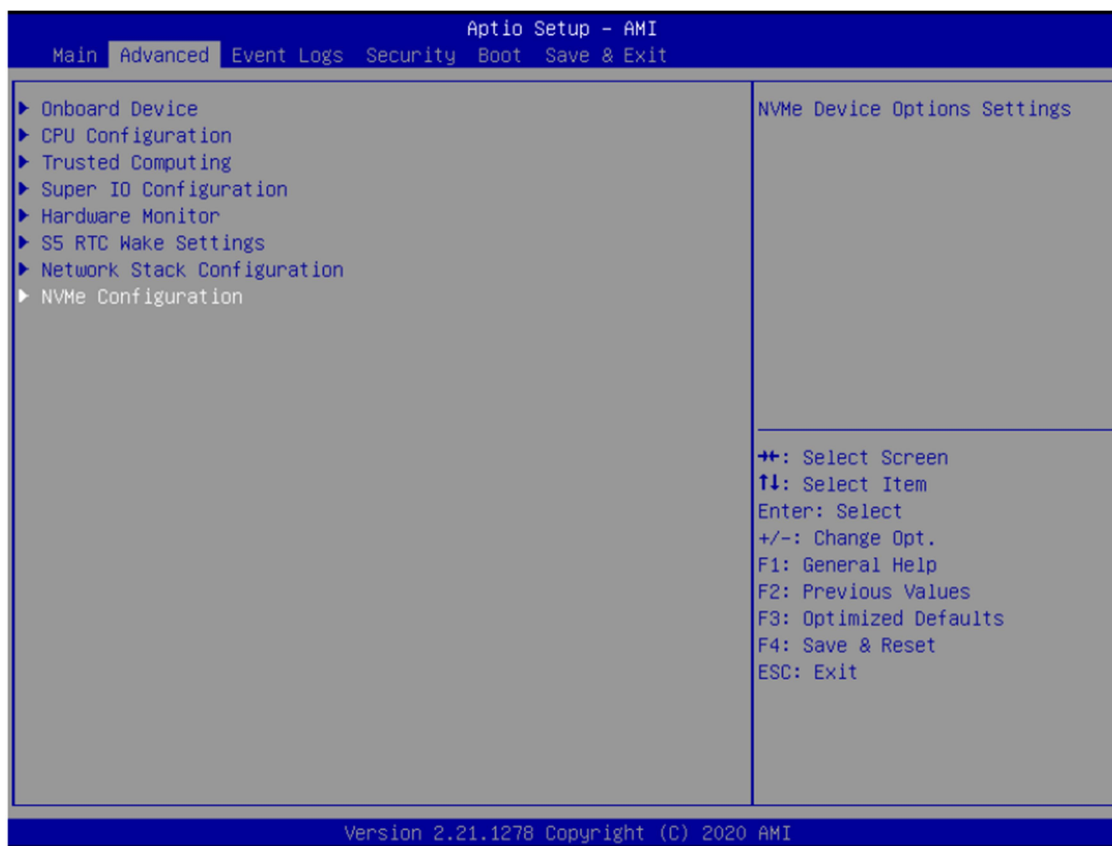 Aptio Setup – AMI
Main Advanced Event Logs Security Boot Save & Exit
▶ Onboard Device
▶ CPU Configuration
▶ Trusted Computing
▶ Super IO Configuration
▶ Hardware Monitor
▶ S5 RTC Wake Settings
▶ Network Stack Configuration
▶ NVMe Configuration
NVMe Device Options Settings
→←: Select Screen
↑↓: Select Item
Enter: Select
+/-: Change Opt.
F1: General Help
F2: Previous Values
F3: Optimized Defaults
F4: Save & Reset
ESC: Exit
Version 2.21.1278 Copyright (C) 2020 AMI